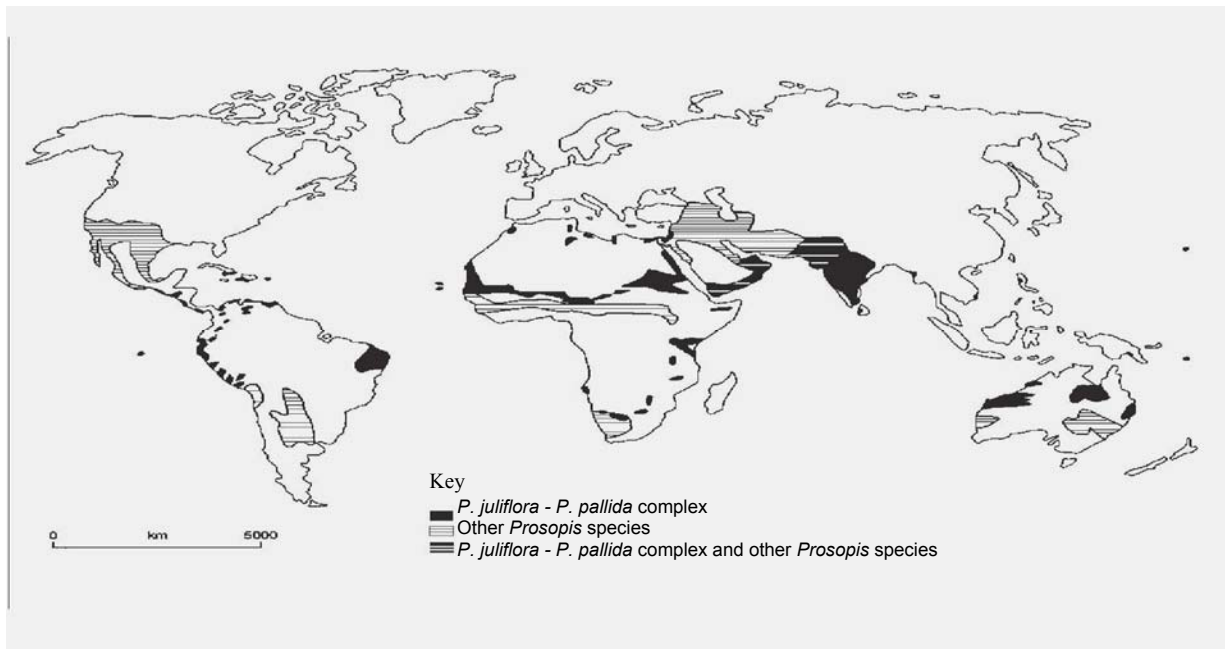 Key
P. juliflora - P. pallida complex
Other Prosopis species
P. juliflora - P. pallida complex and other Prosopis species
0 km 5000